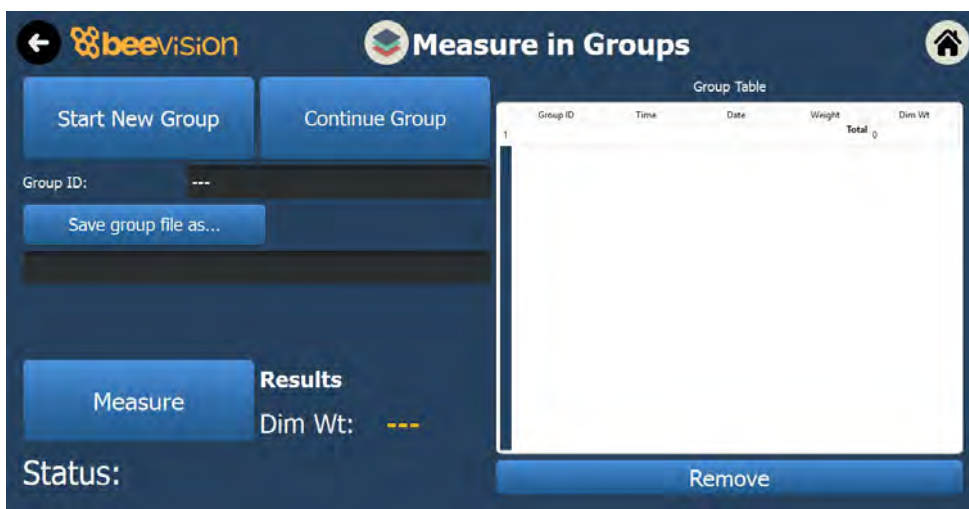 beevision
Measure in Groups
Start New Group
Continue Group
Group ID:
---
Save group file as...
Measure
Results
Dim Wt:
---
Status:
Group Table
Group ID Time Date Weight Dim Wt
1 Total 0
Remove